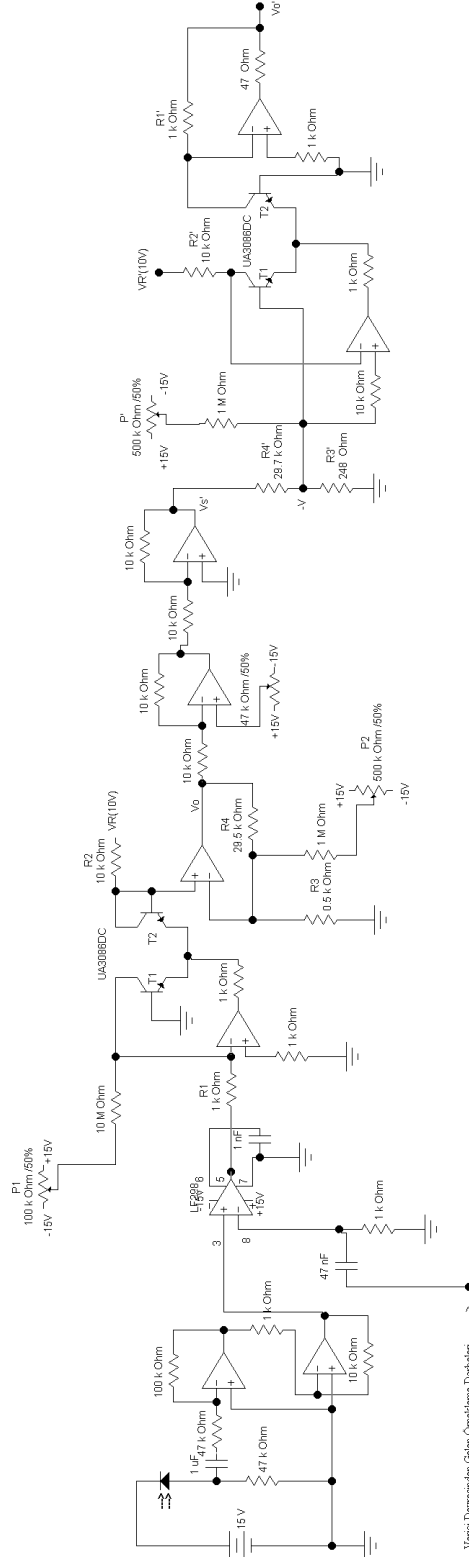 15 V
1 uF
47 k Ohm
47 k Ohm
100 k Ohm
1 k Ohm
10 k Ohm
47 nF
1 k Ohm
3
8
LF298
-15V
+15V
6
5
7
1 nF
P1
100 k Ohm /50%
-15V
+15V
10 M Ohm
R1
1 k Ohm
1 k Ohm
1 k Ohm
UA3086DC
T1
T2
R2
10 k Ohm
VR(10V)
Vo
R4
29.5 k Ohm
R3
0.5 k Ohm
1 M Ohm
P2
500 k Ohm /50%
+15V
-15V
10 k Ohm
10 k Ohm
47 k Ohm /50%
+15V
-15V
10 k Ohm
10 k Ohm
Vs'
R4'
29.7 k Ohm
-V
R3'
248 Ohm
P'
500 k Ohm /50%
+15V
-15V
1 M Ohm
10 k Ohm
1 k Ohm
VR'(10V)
R2'
10 k Ohm
UA3086DC
T1
T2
R1'
1 k Ohm
1 k Ohm
47 Ohm
Vo'
Verici Devresinden Gelen Örnekleme Darbeleri